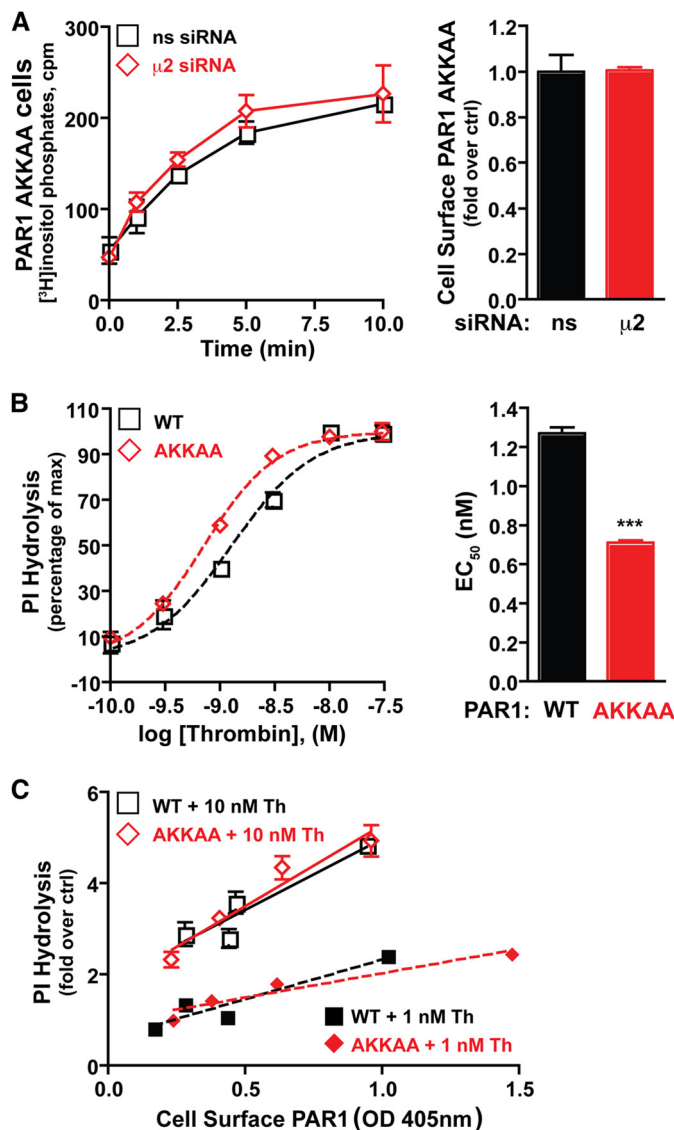 A
ns siRNA
μ2 siRNA
PAR1 AKKAA cells
[³H]inositol phosphates, cpm
300
200
100
0
0.0 2.5 5.0 7.5 10.0
Time (min)
Cell Surface PAR1 AKKAA
(fold over ctrl)
1.2
1.0
0.8
0.6
0.4
0.2
0.0
siRNA: ns μ2
B
WT
AKKAA
PI Hydrolysis
(percentage of max)
110
90
70
50
30
10
-10
-10.0 -9.5 -9.0 -8.5 -8.0 -7.5
log [Thrombin], (M)
EC₅₀ (nM)
1.4
1.2
1.0
0.8
0.6
0.4
0.2
0.0
***
PAR1: WT AKKAA
C
WT + 10 nM Th
AKKAA + 10 nM Th
PI Hydrolysis
(fold over ctrl)
6
4
2
0
WT + 1 nM Th
AKKAA + 1 nM Th
0.0 0.5 1.0 1.5
Cell Surface PAR1 (OD 405nm)